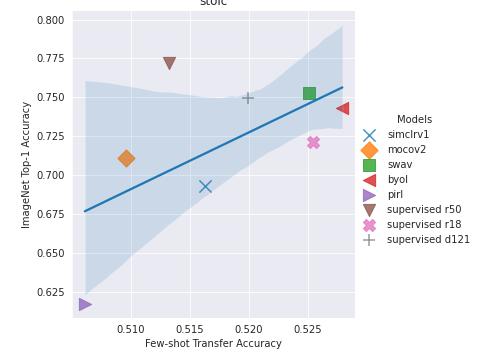 stoic
0.800
0.775
0.750
0.725
0.700
0.675
0.650
0.625
ImageNet Top-1 Accuracy
0.510 0.515 0.520 0.525
Few-shot Transfer Accuracy
Models
simclrv1
mocov2
swav
byol
pirl
supervised r50
supervised r18
supervised d121